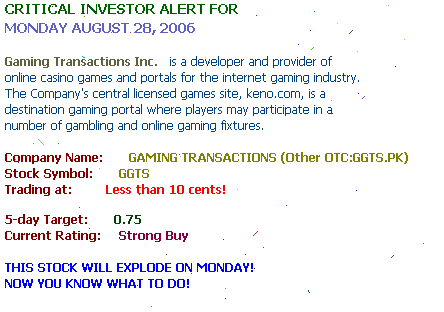 CRITICAL INVESTOR ALERT FOR
MONDAY AUGUST 28, 2006
Gaming Transactions Inc. is a developer and provider of
online casino games and portals for the internet gaming industry.
The Company's central licensed games site, keno.com, is a
destination gaming portal where players may participate in a
number of gambling and online gaming fixtures.
Company Name: GAMING TRANSACTIONS (Other OTC:GGTS.PK)
Stock Symbol: GGTS
Trading at: Less than 10 cents!
5-day Target: 0.75
Current Rating: Strong Buy
THIS STOCK WILL EXPLODE ON MONDAY!
NOW YOU KNOW WHAT TO DO!